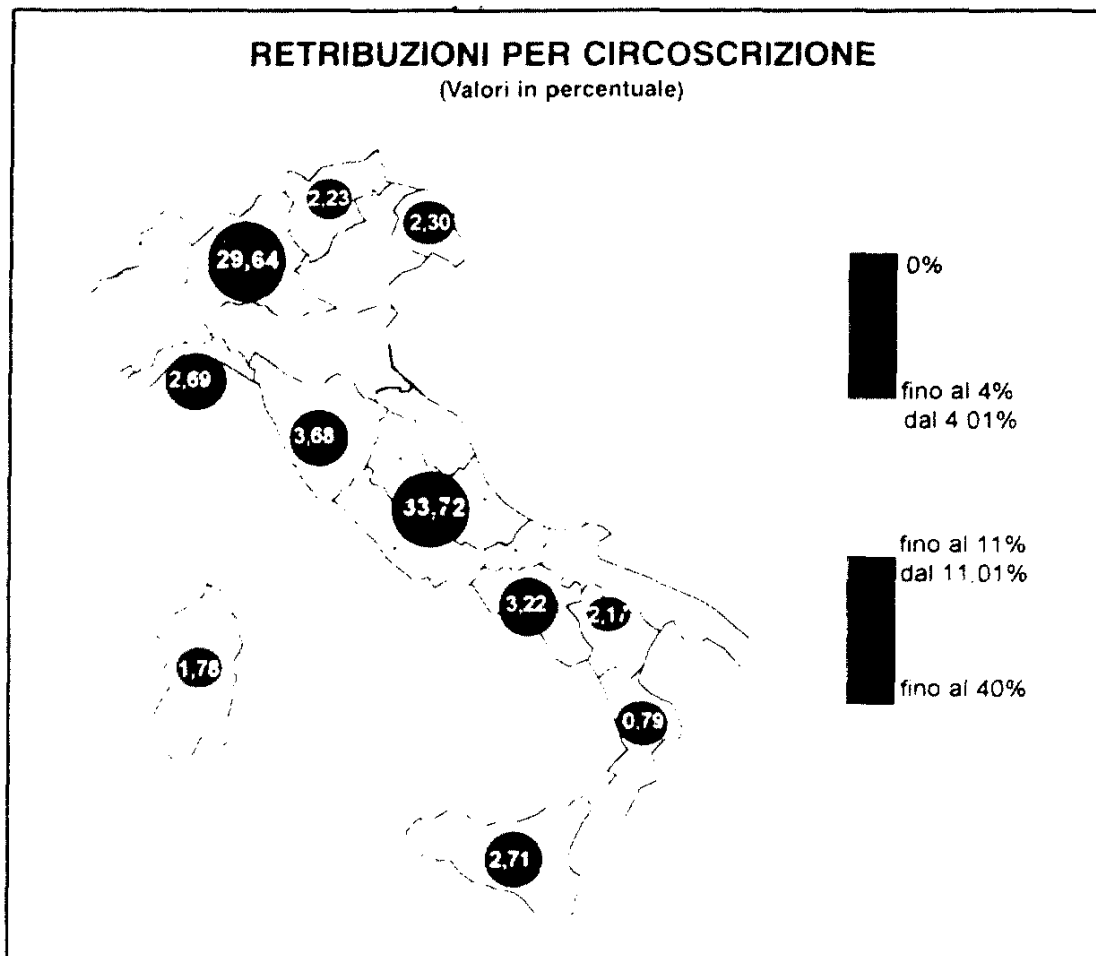 RETRIBUZIONI PER CIRCOSCRIZIONE
(Valori in percentuale)
2,23
2,30
29,64
0%
2,69
fino al 4%
dal 4 01%
3,68
33,72
fino al 11%
dal 11.01%
3,22
2,17
1,78
fino al 40%
0,79
2,71